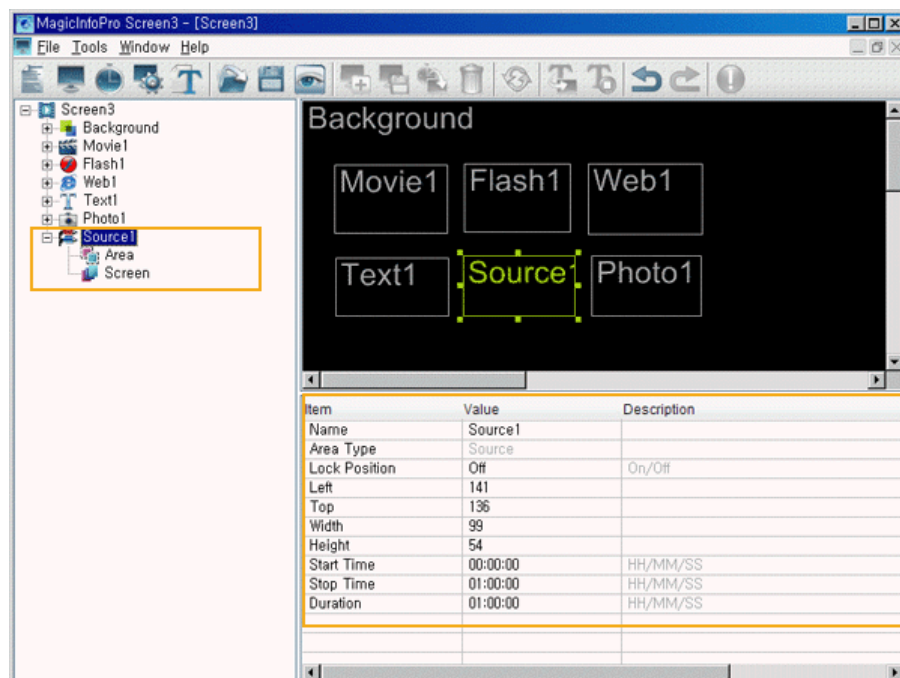 MagicInfoPro Screen3 - [Screen3]
File Tools Window Help
Screen3
Background
Movie1
Flash1
Web1
Text1
Photo1
Source1
Area
Screen
Background
Movie1 Flash1 Web1
Text1 Source1 Photo1
Item Value Description
Name Source1
Area Type Source
Lock Position Off On/Off
Left 141
Top 136
Width 99
Height 54
Start Time 00:00:00 HH/MM/SS
Stop Time 01:00:00 HH/MM/SS
Duration 01:00:00 HH/MM/SS